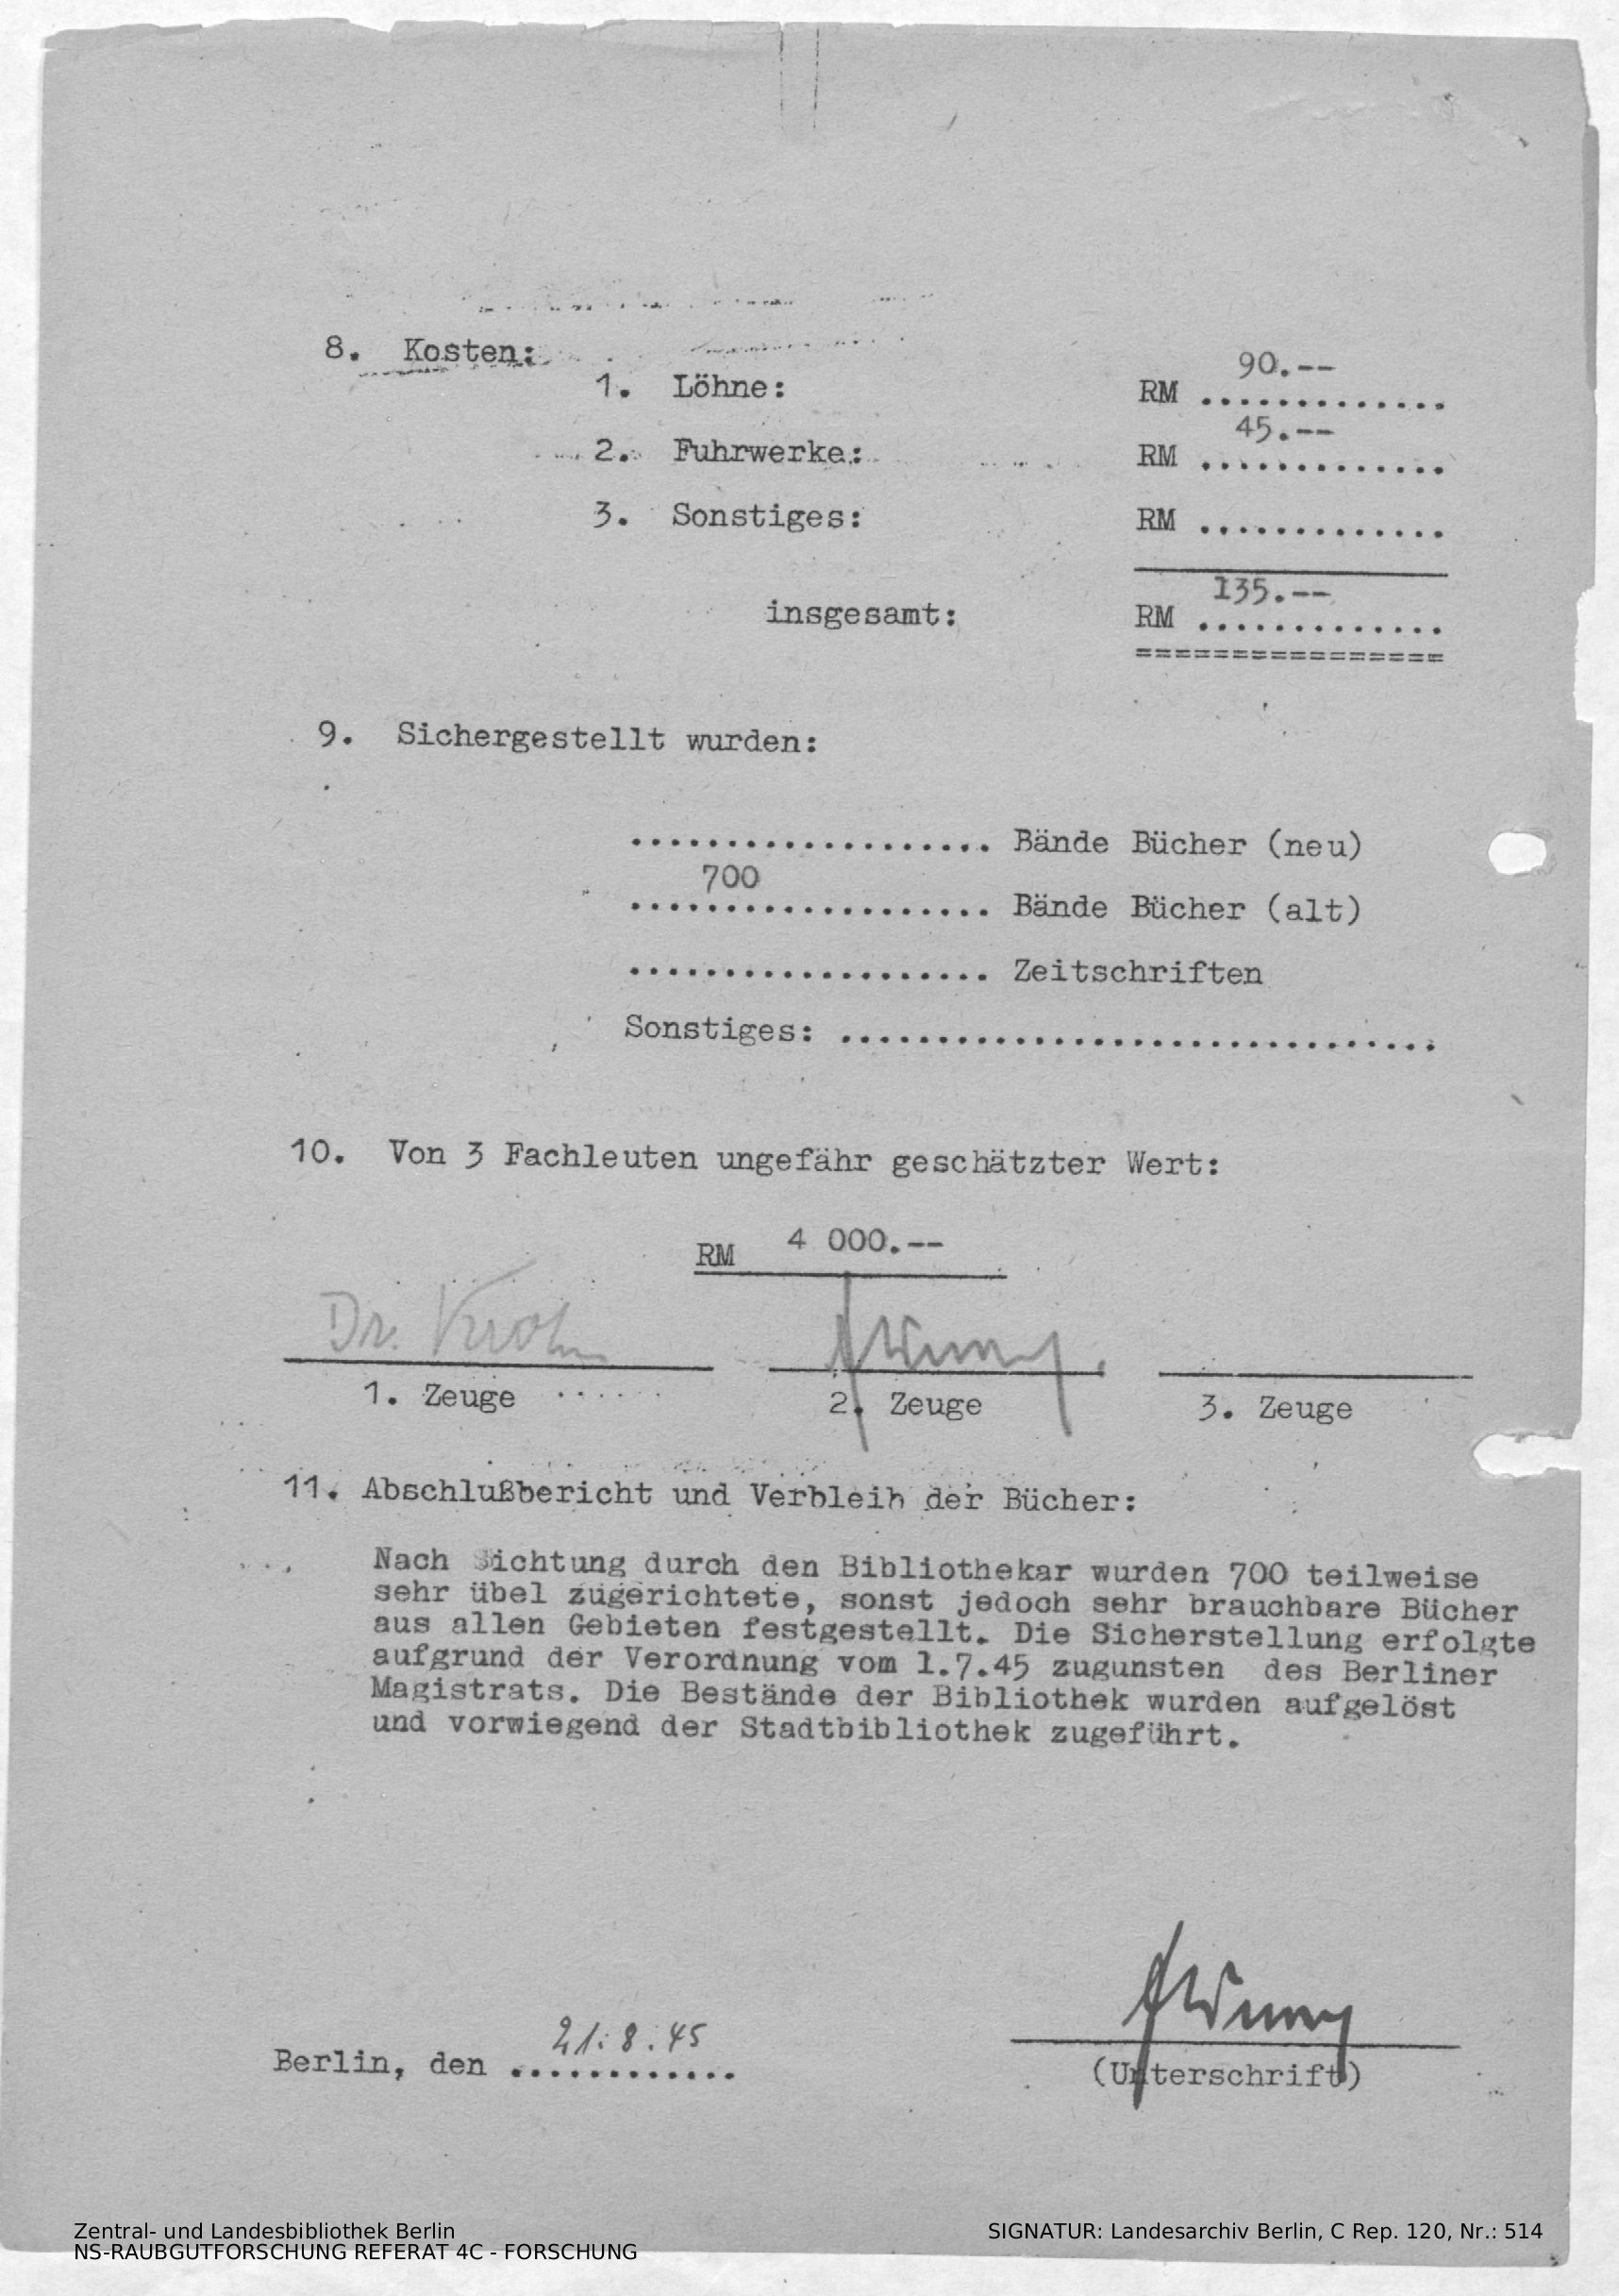 8. Kosten:
90.--
1. Löhne: RM .............
45.--
2. Fuhrwerke: RM .............
3. Sonstiges: RM .............
135.--
insgesamt: RM .............
================
9. Sichergestellt wurden:
................... Bände Bücher (neu)
700
................... Bände Bücher (alt)
................... Zeitschriften
Sonstiges: ...............................
10. Von 3 Fachleuten ungefähr geschätzter Wert:
RM 4 000.--
Dr. Krohn
1. Zeuge 2. Zeuge 3. Zeuge
11. Abschlußbericht und Verbleib der Bücher:
Nach Sichtung durch den Bibliothekar wurden 700 teilweise
sehr übel zugerichtete, sonst jedoch sehr brauchbare Bücher
aus allen Gebieten festgestellt. Die Sicherstellung erfolgte
aufgrund der Verordnung vom 1.7.45 zugunsten des Berliner
Magistrats. Die Bestände der Bibliothek wurden aufgelöst
und vorwiegend der Stadtbibliothek zugeführt.
21.8.45
Berlin, den ............
(Unterschrift)
Zentral- und Landesbibliothek Berlin
NS-RAUBGUTFORSCHUNG REFERAT 4C - FORSCHUNG
SIGNATUR: Landesarchiv Berlin, C Rep. 120, Nr.: 514